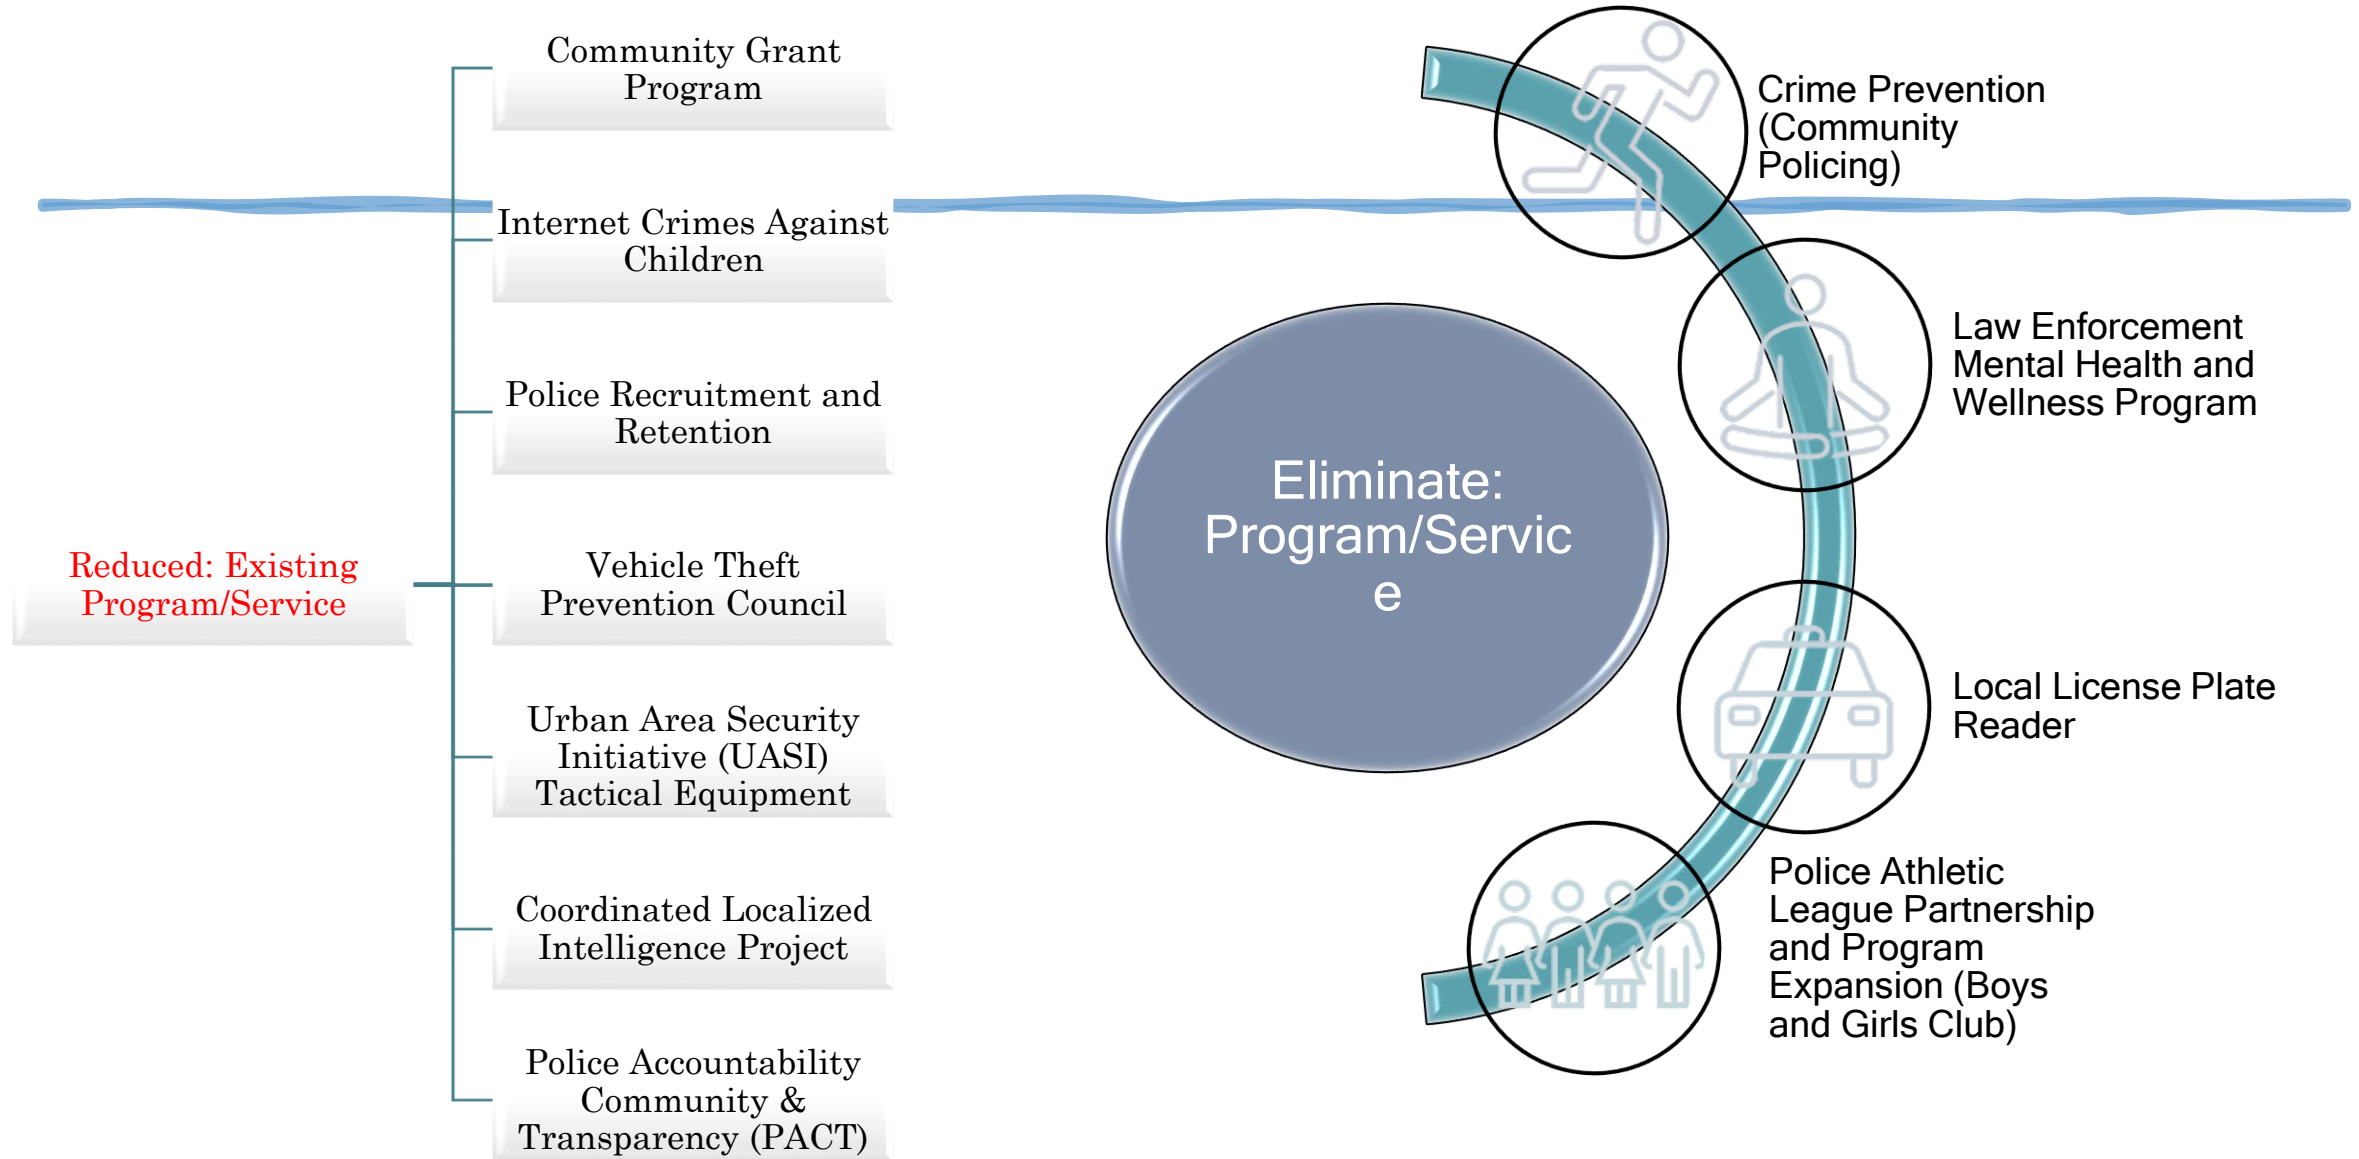 Reduced: Existing
Program/Service
Community Grant
Program
Internet Crimes Against
Children
Police Recruitment and
Retention
Vehicle Theft
Prevention Council
Urban Area Security
Initiative (UASI)
Tactical Equipment
Coordinated Localized
Intelligence Project
Police Accountability
Community &
Transparency (PACT)
Eliminate:
Program/Servic
e
Crime Prevention
(Community
Policing)
Law Enforcement
Mental Health and
Wellness Program
Local License Plate
Reader
Police Athletic
League Partnership
and Program
Expansion (Boys
and Girls Club)